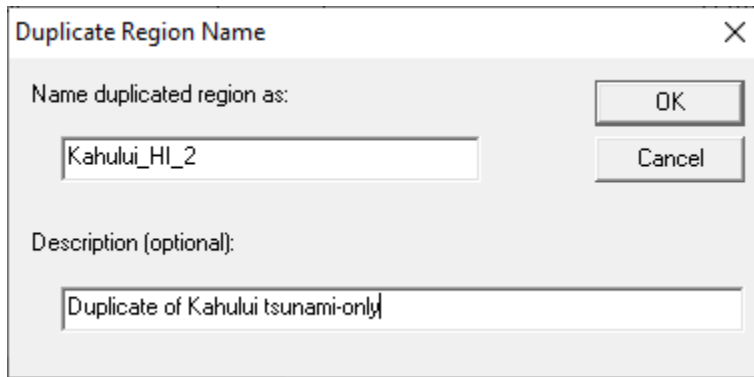 Duplicate Region Name
Name duplicated region as:
OK
Kahului_HI_2
Cancel
Description (optional):
Duplicate of Kahului tsunami-only